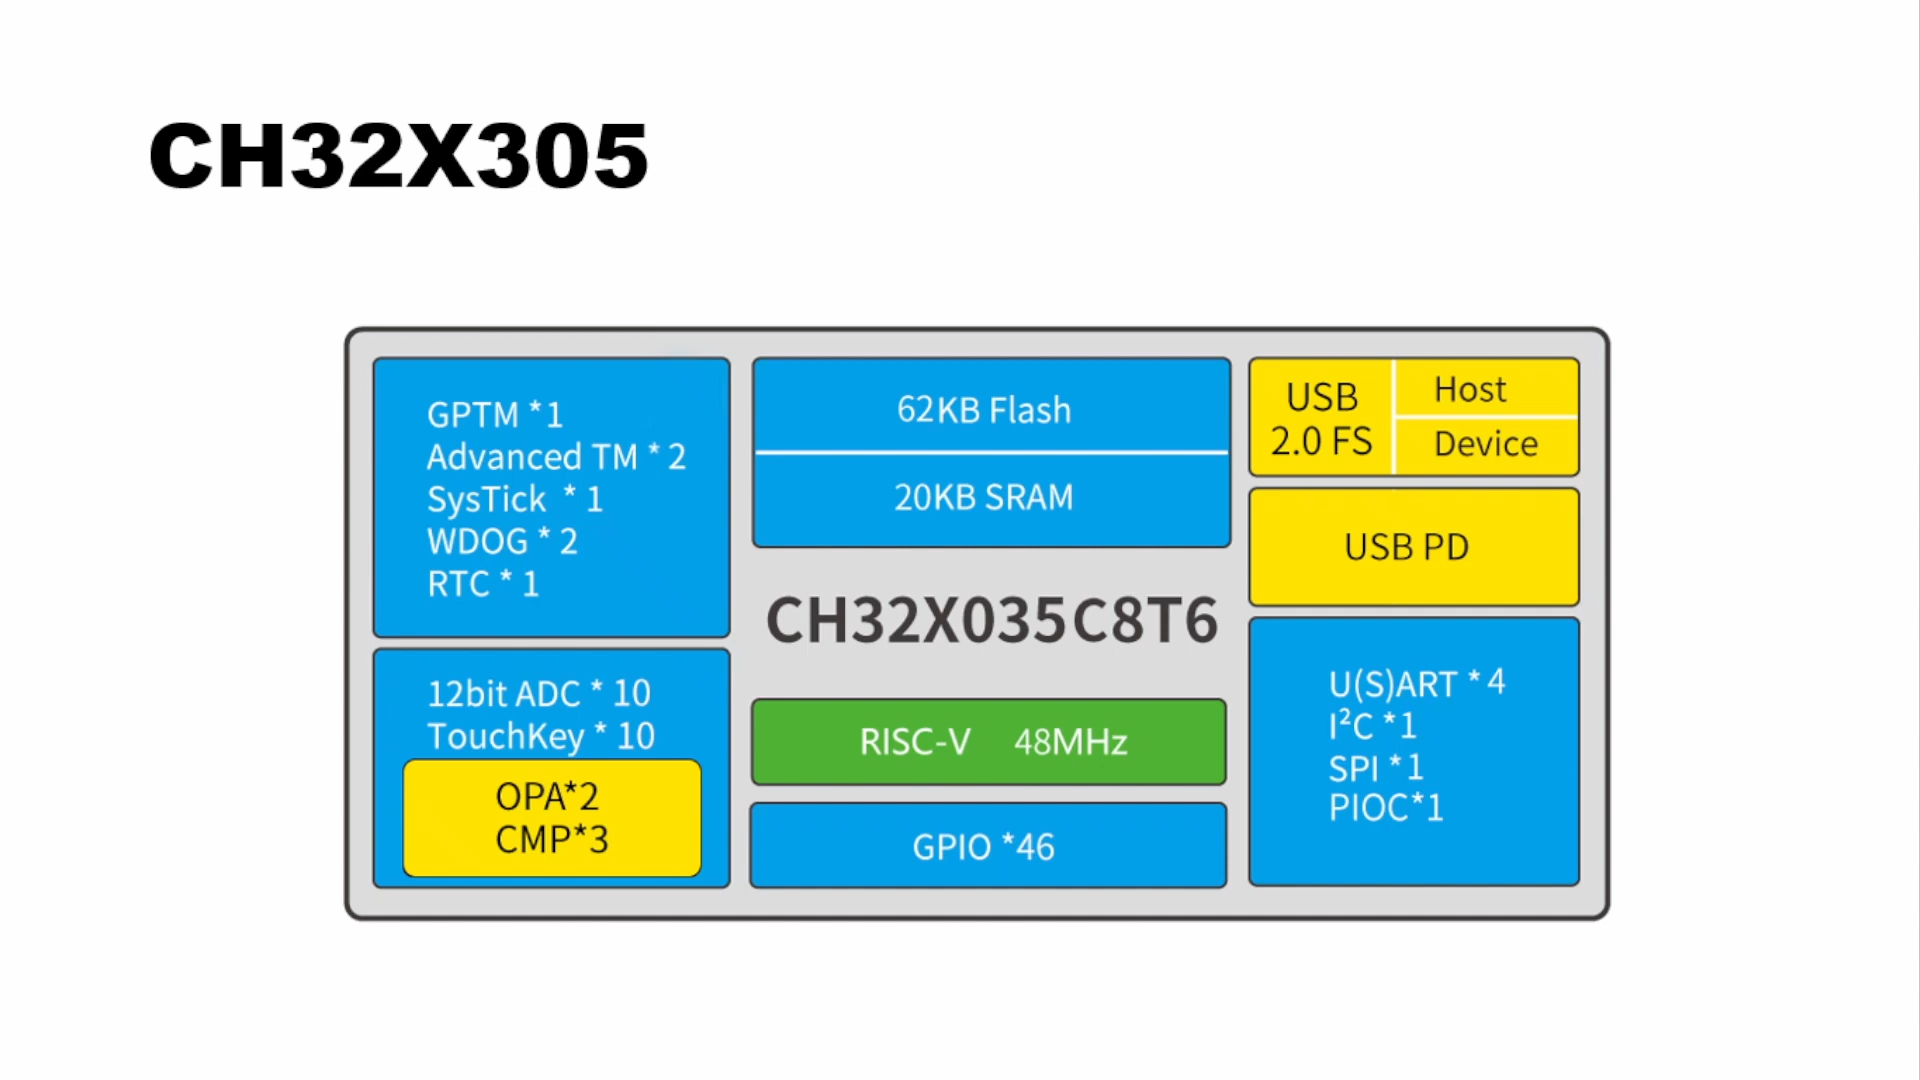 CH32X305
GPTM *1
Advanced TM * 2
SysTick * 1
WDOG * 2
RTC * 1
12bit ADC * 10
TouchKey * 10
OPA*2
CMP*3
62KB Flash
20KB SRAM
CH32X035C8T6
RISC-V 48MHz
GPIO *46
USB
2.0 FS
Host
Device
USB PD
U(S)ART * 4
I²C *1
SPI *1
PIOC*1